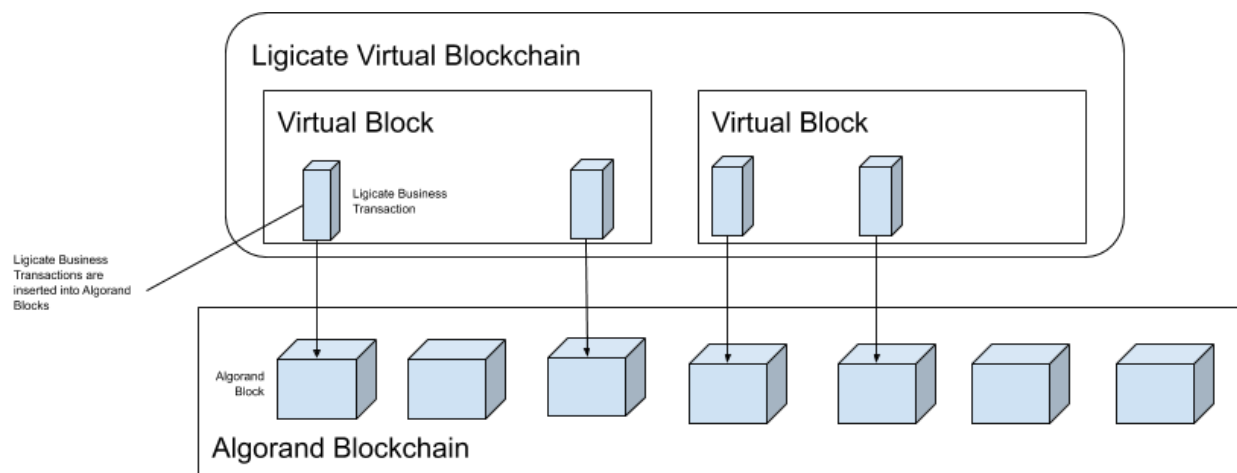 Ligicate Virtual Blockchain
Virtual Block
Virtual Block
Ligicate Business
Transaction
Ligicate Business
Transactions are
inserted into Algorand
Blocks
Algorand
Block
Algorand Blockchain